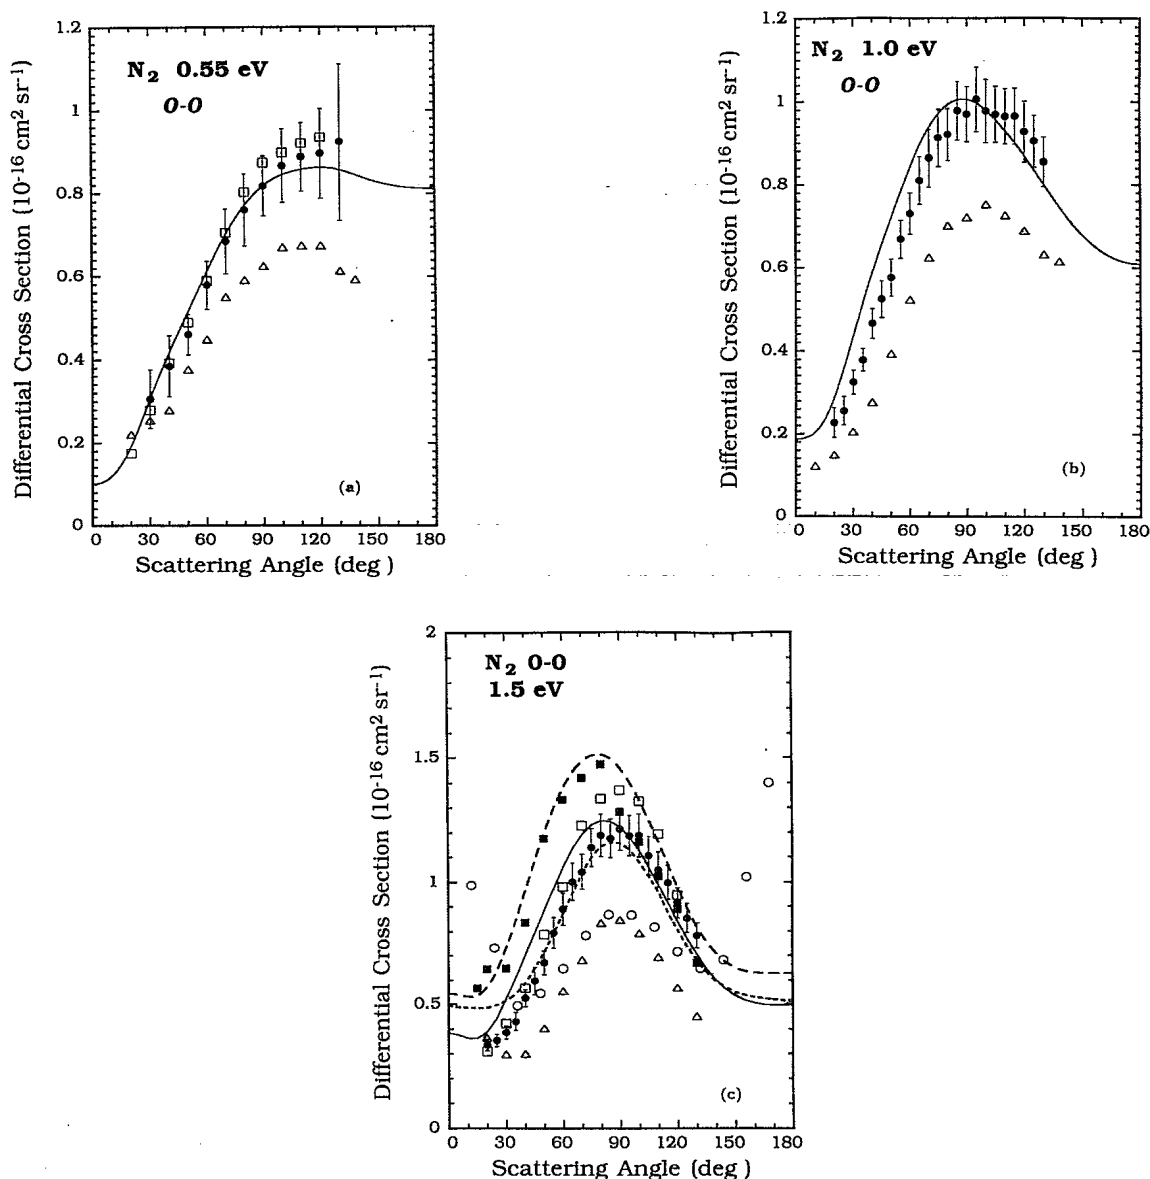 Differential Cross Section (10⁻¹⁶ cm² sr⁻¹)
1.2
1
0.8
0.6
0.4
0.2
0
N₂ 0.55 eV
0-0
(a)
0 30 60 90 120 150 180
Scattering Angle (deg )
Differential Cross Section (10⁻¹⁶ cm² sr⁻¹)
1.2
1
0.8
0.6
0.4
0.2
0
N₂ 1.0 eV
0-0
(b)
0 30 60 90 120 150 180
Scattering Angle (deg )
Differential Cross Section (10⁻¹⁶ cm² sr⁻¹)
2
1.5
1
0.5
0
N₂ 0-0
1.5 eV
(c)
0 30 60 90 120 150 180
Scattering Angle (deg )